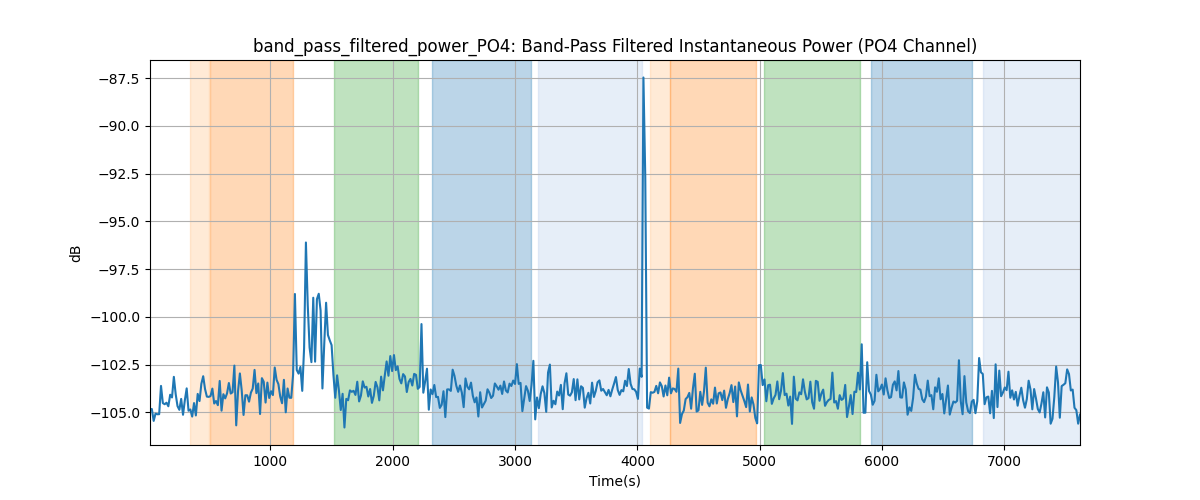 band_pass_filtered_power_PO4: Band-Pass Filtered Instantaneous Power (PO4 Channel)
−87.5
−90.0
−92.5
−95.0
−97.5
−100.0
−102.5
−105.0
dB
1000 2000 3000 4000 5000 6000 7000
Time(s)